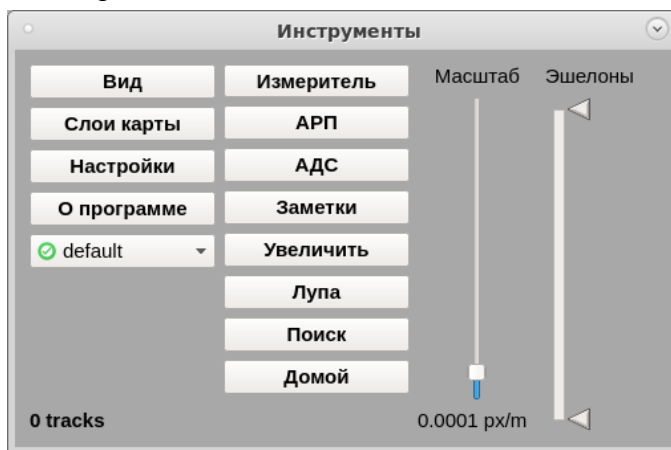 Инструменты
Вид
Слои карты
Настройки
О программе
default
Измеритель
АРП
АДС
Заметки
Увеличить
Лупа
Поиск
Домой
Масштаб
Эшелоны
0 tracks
0.0001 px/m